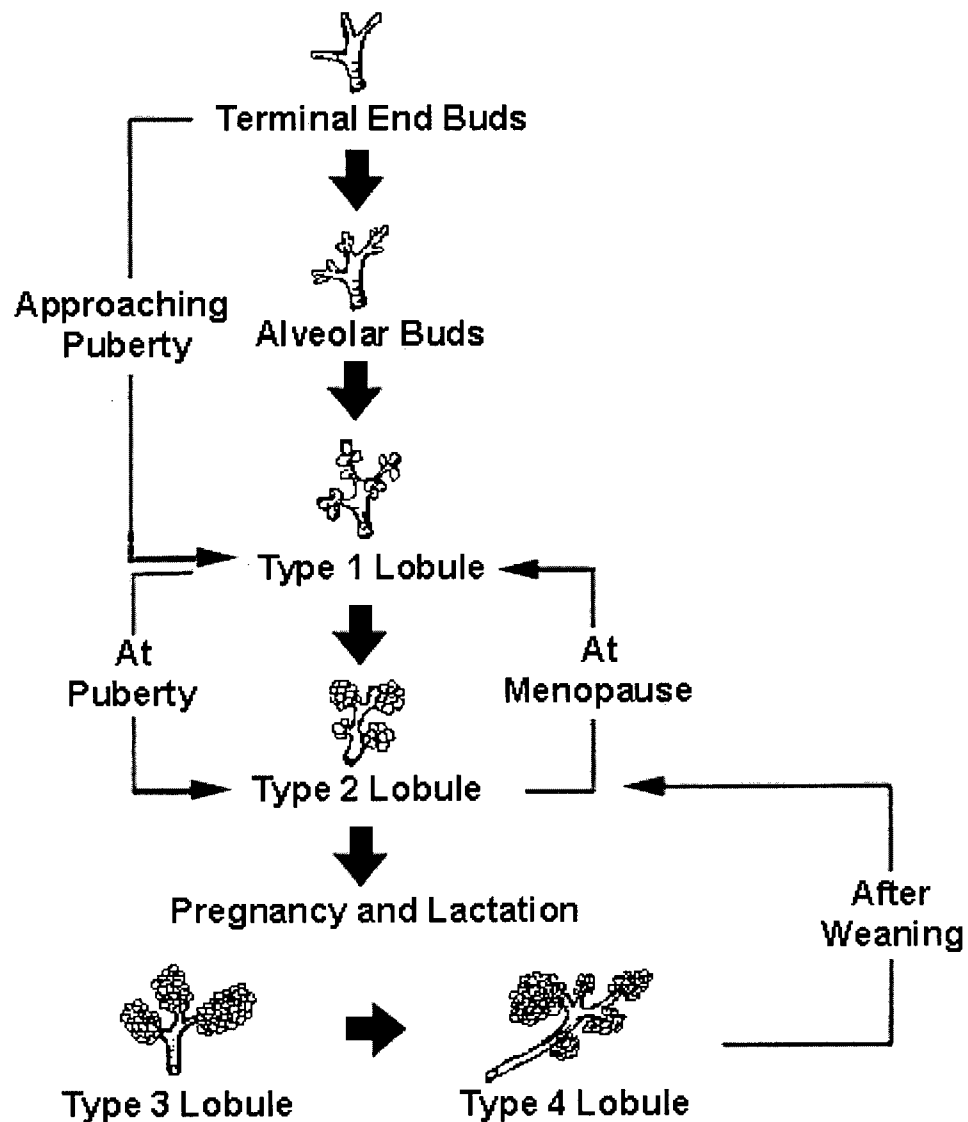 Terminal End Buds
Approaching
Puberty
Alveolar Buds
Type 1 Lobule
At
Puberty
At
Menopause
Type 2 Lobule
Pregnancy and Lactation
After
Weaning
Type 3 Lobule
Type 4 Lobule